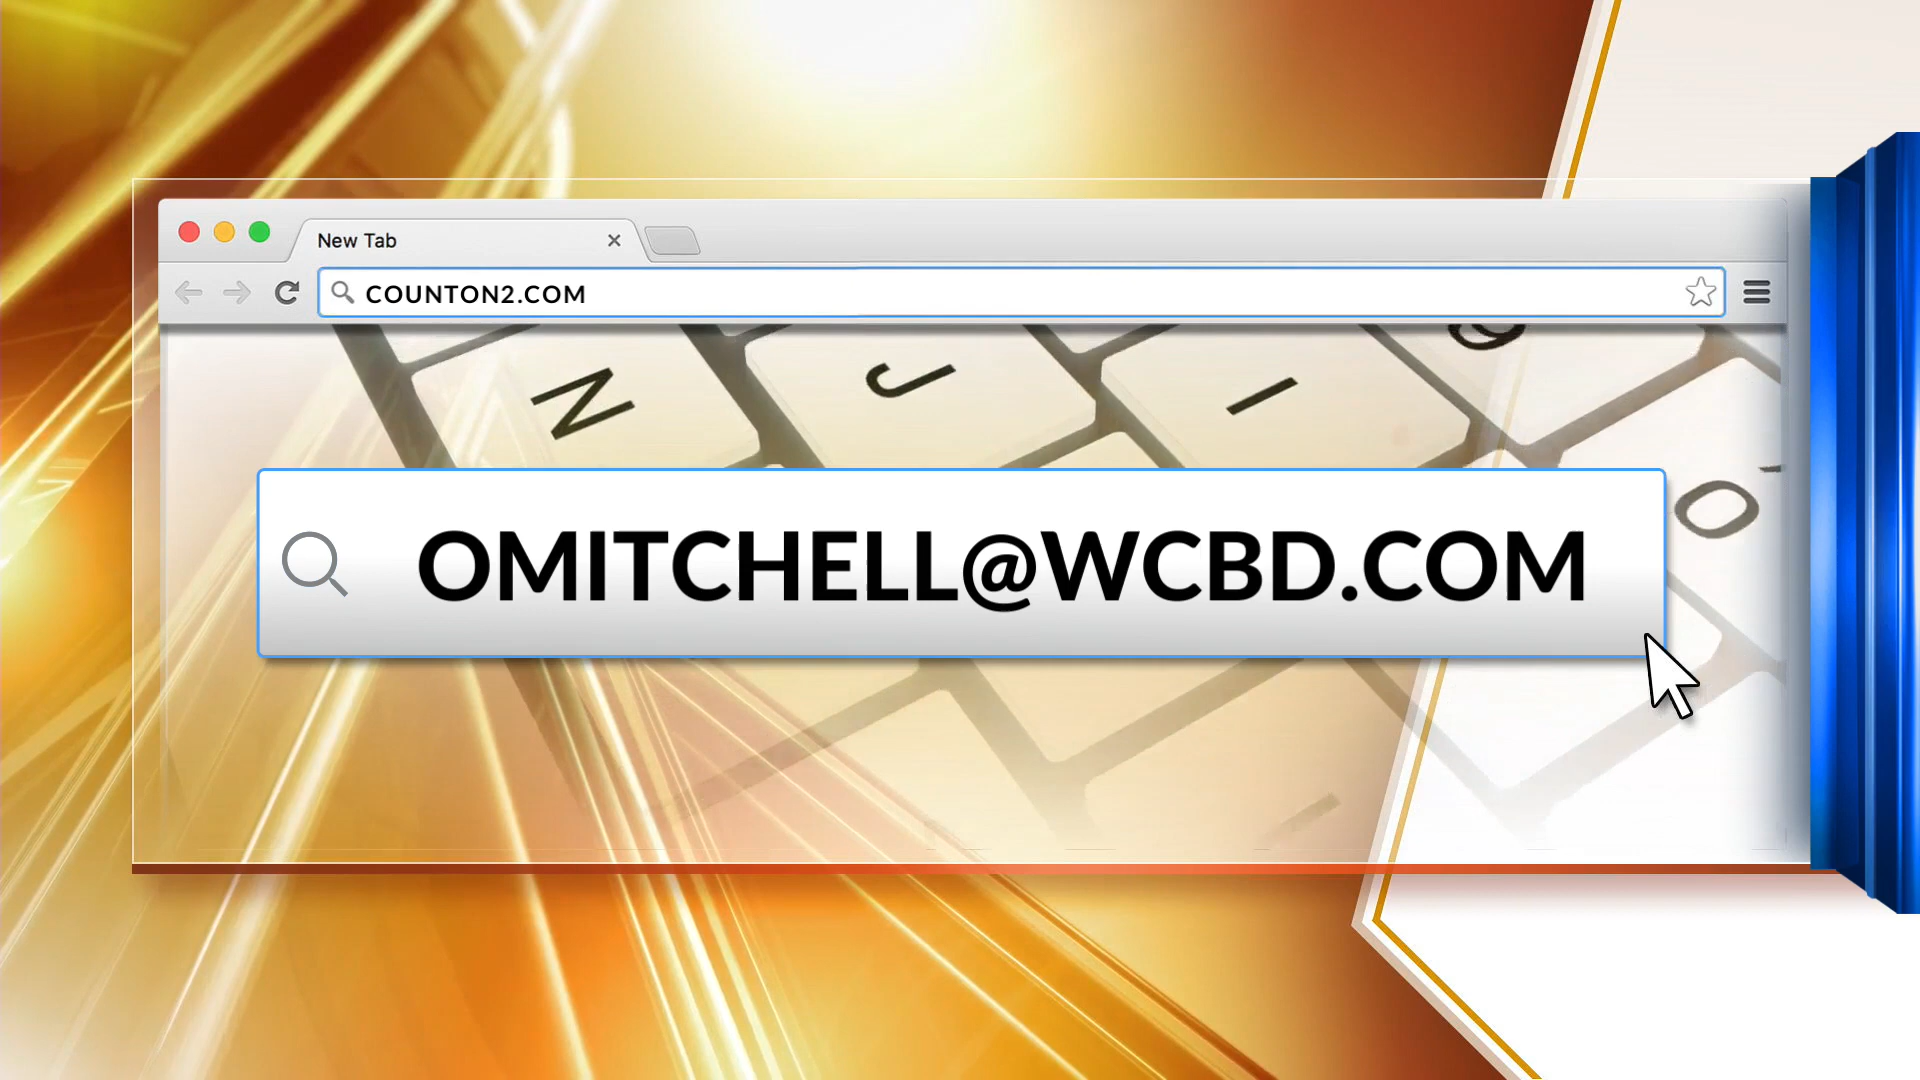 New Tab
COUNTON2.COM
N J I
O
OMITCHELL@WCBD.COM